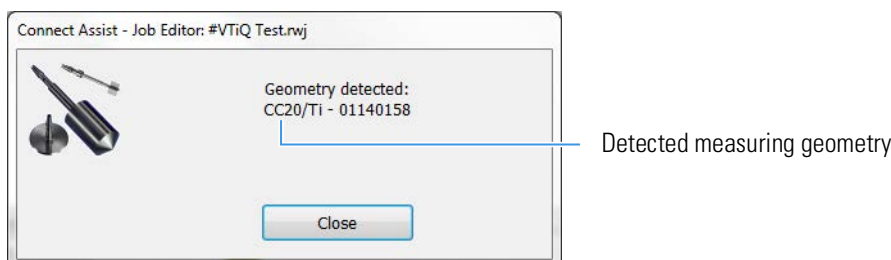 Connect Assist - Job Editor: #VTiQ Test.rwj
Geometry detected:
CC20/Ti - 01140158
Detected measuring geometry
Close